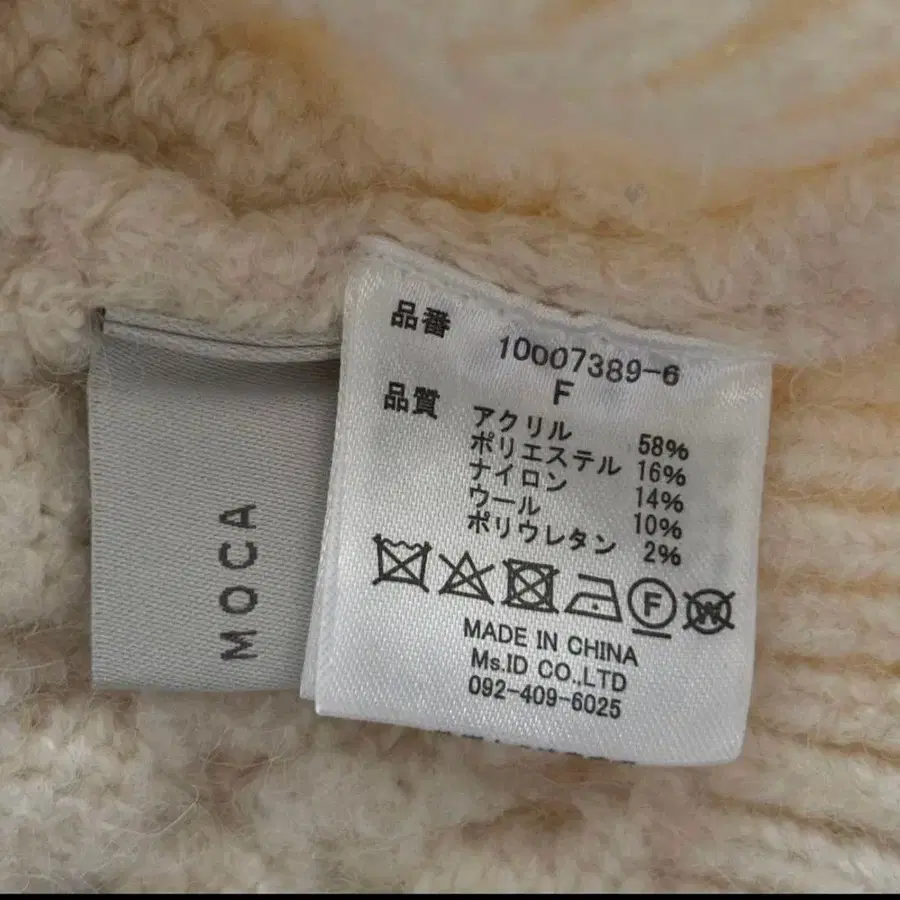 MOCA
品番 10007389-6
F
品質 アクリル 58%
ポリエステル 16%
ナイロン 14%
ウール 10%
ポリウレタン 2%
F W
MADE IN CHINA
Ms.ID CO.,LTD
092-409-6025